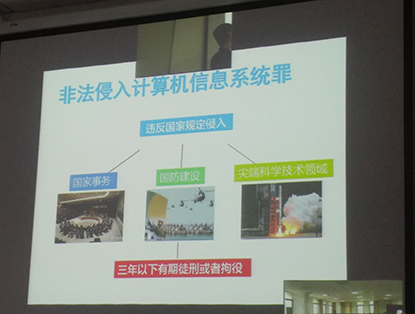 非法侵入计算机信息系统罪
违反国家规定侵入
国家事务
国防建设
尖端科学技术领域
三年以下有期徒刑或者拘役